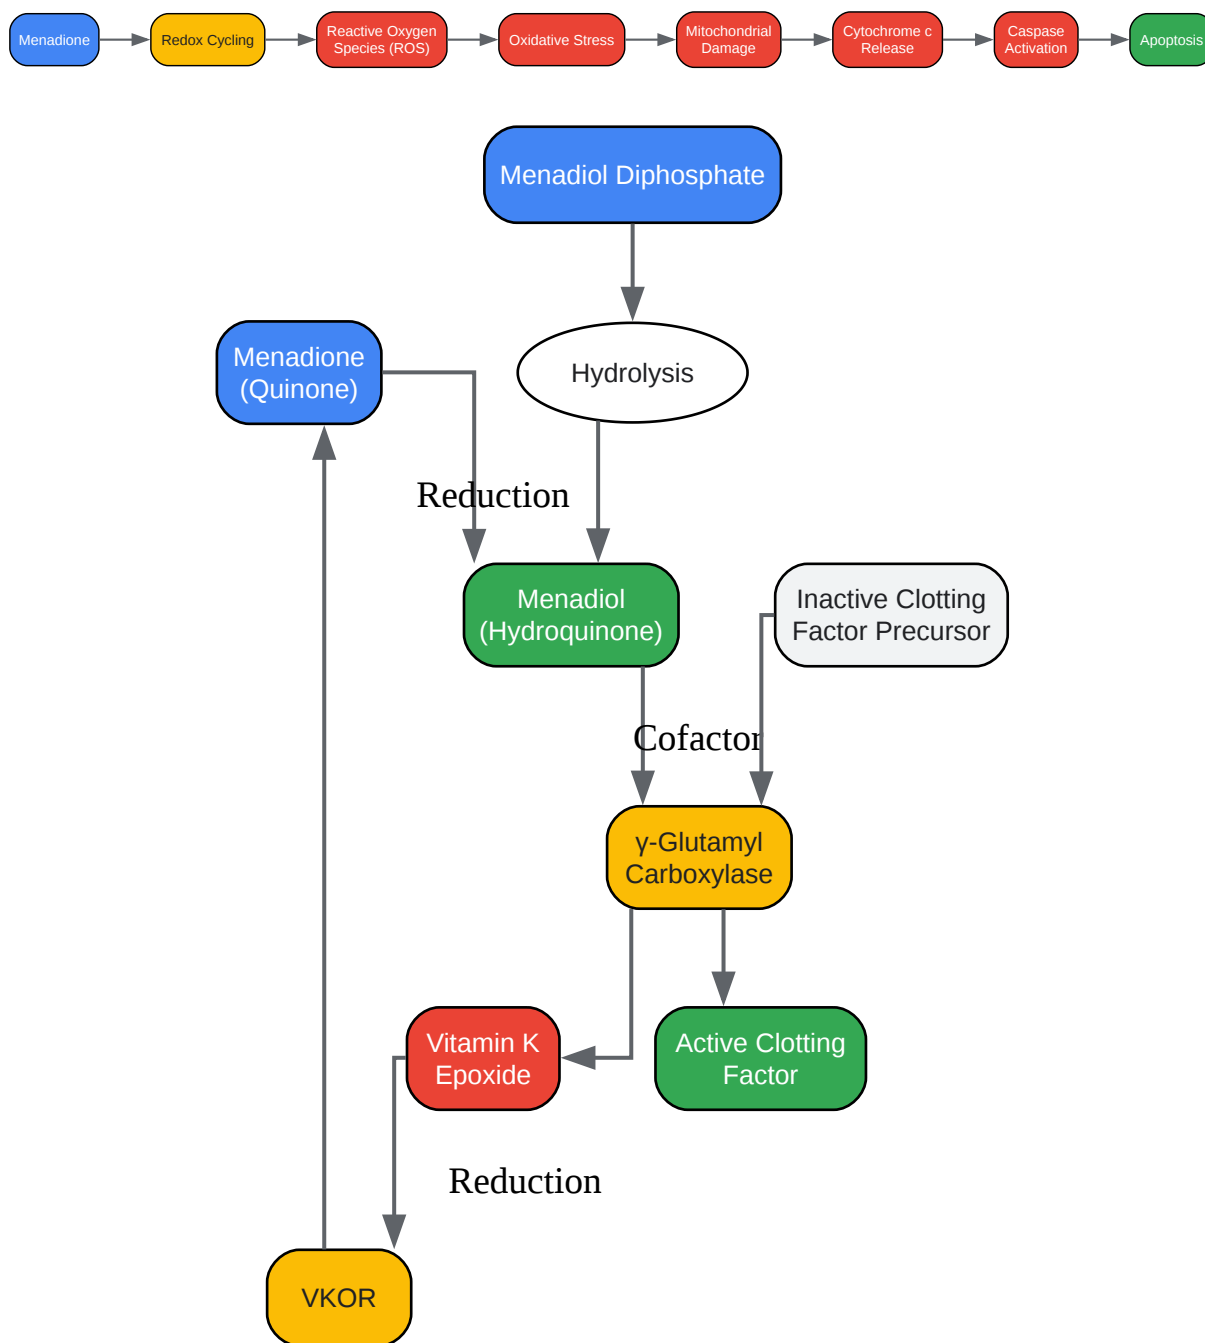 Menadione
Redox Cycling
Reactive Oxygen
Species (ROS)
Oxidative Stress
Mitochondrial
Damage
Cytochrome c
Release
Caspase
Activation
Apoptosis
Menadiol Diphosphate
Hydrolysis
Menadione
(Quinone)
Reduction
Menadiol
(Hydroquinone)
Inactive Clotting
Factor Precursor
Cofactor
γ-Glutamyl
Carboxylase
Vitamin K
Epoxide
Active Clotting
Factor
Reduction
VKOR